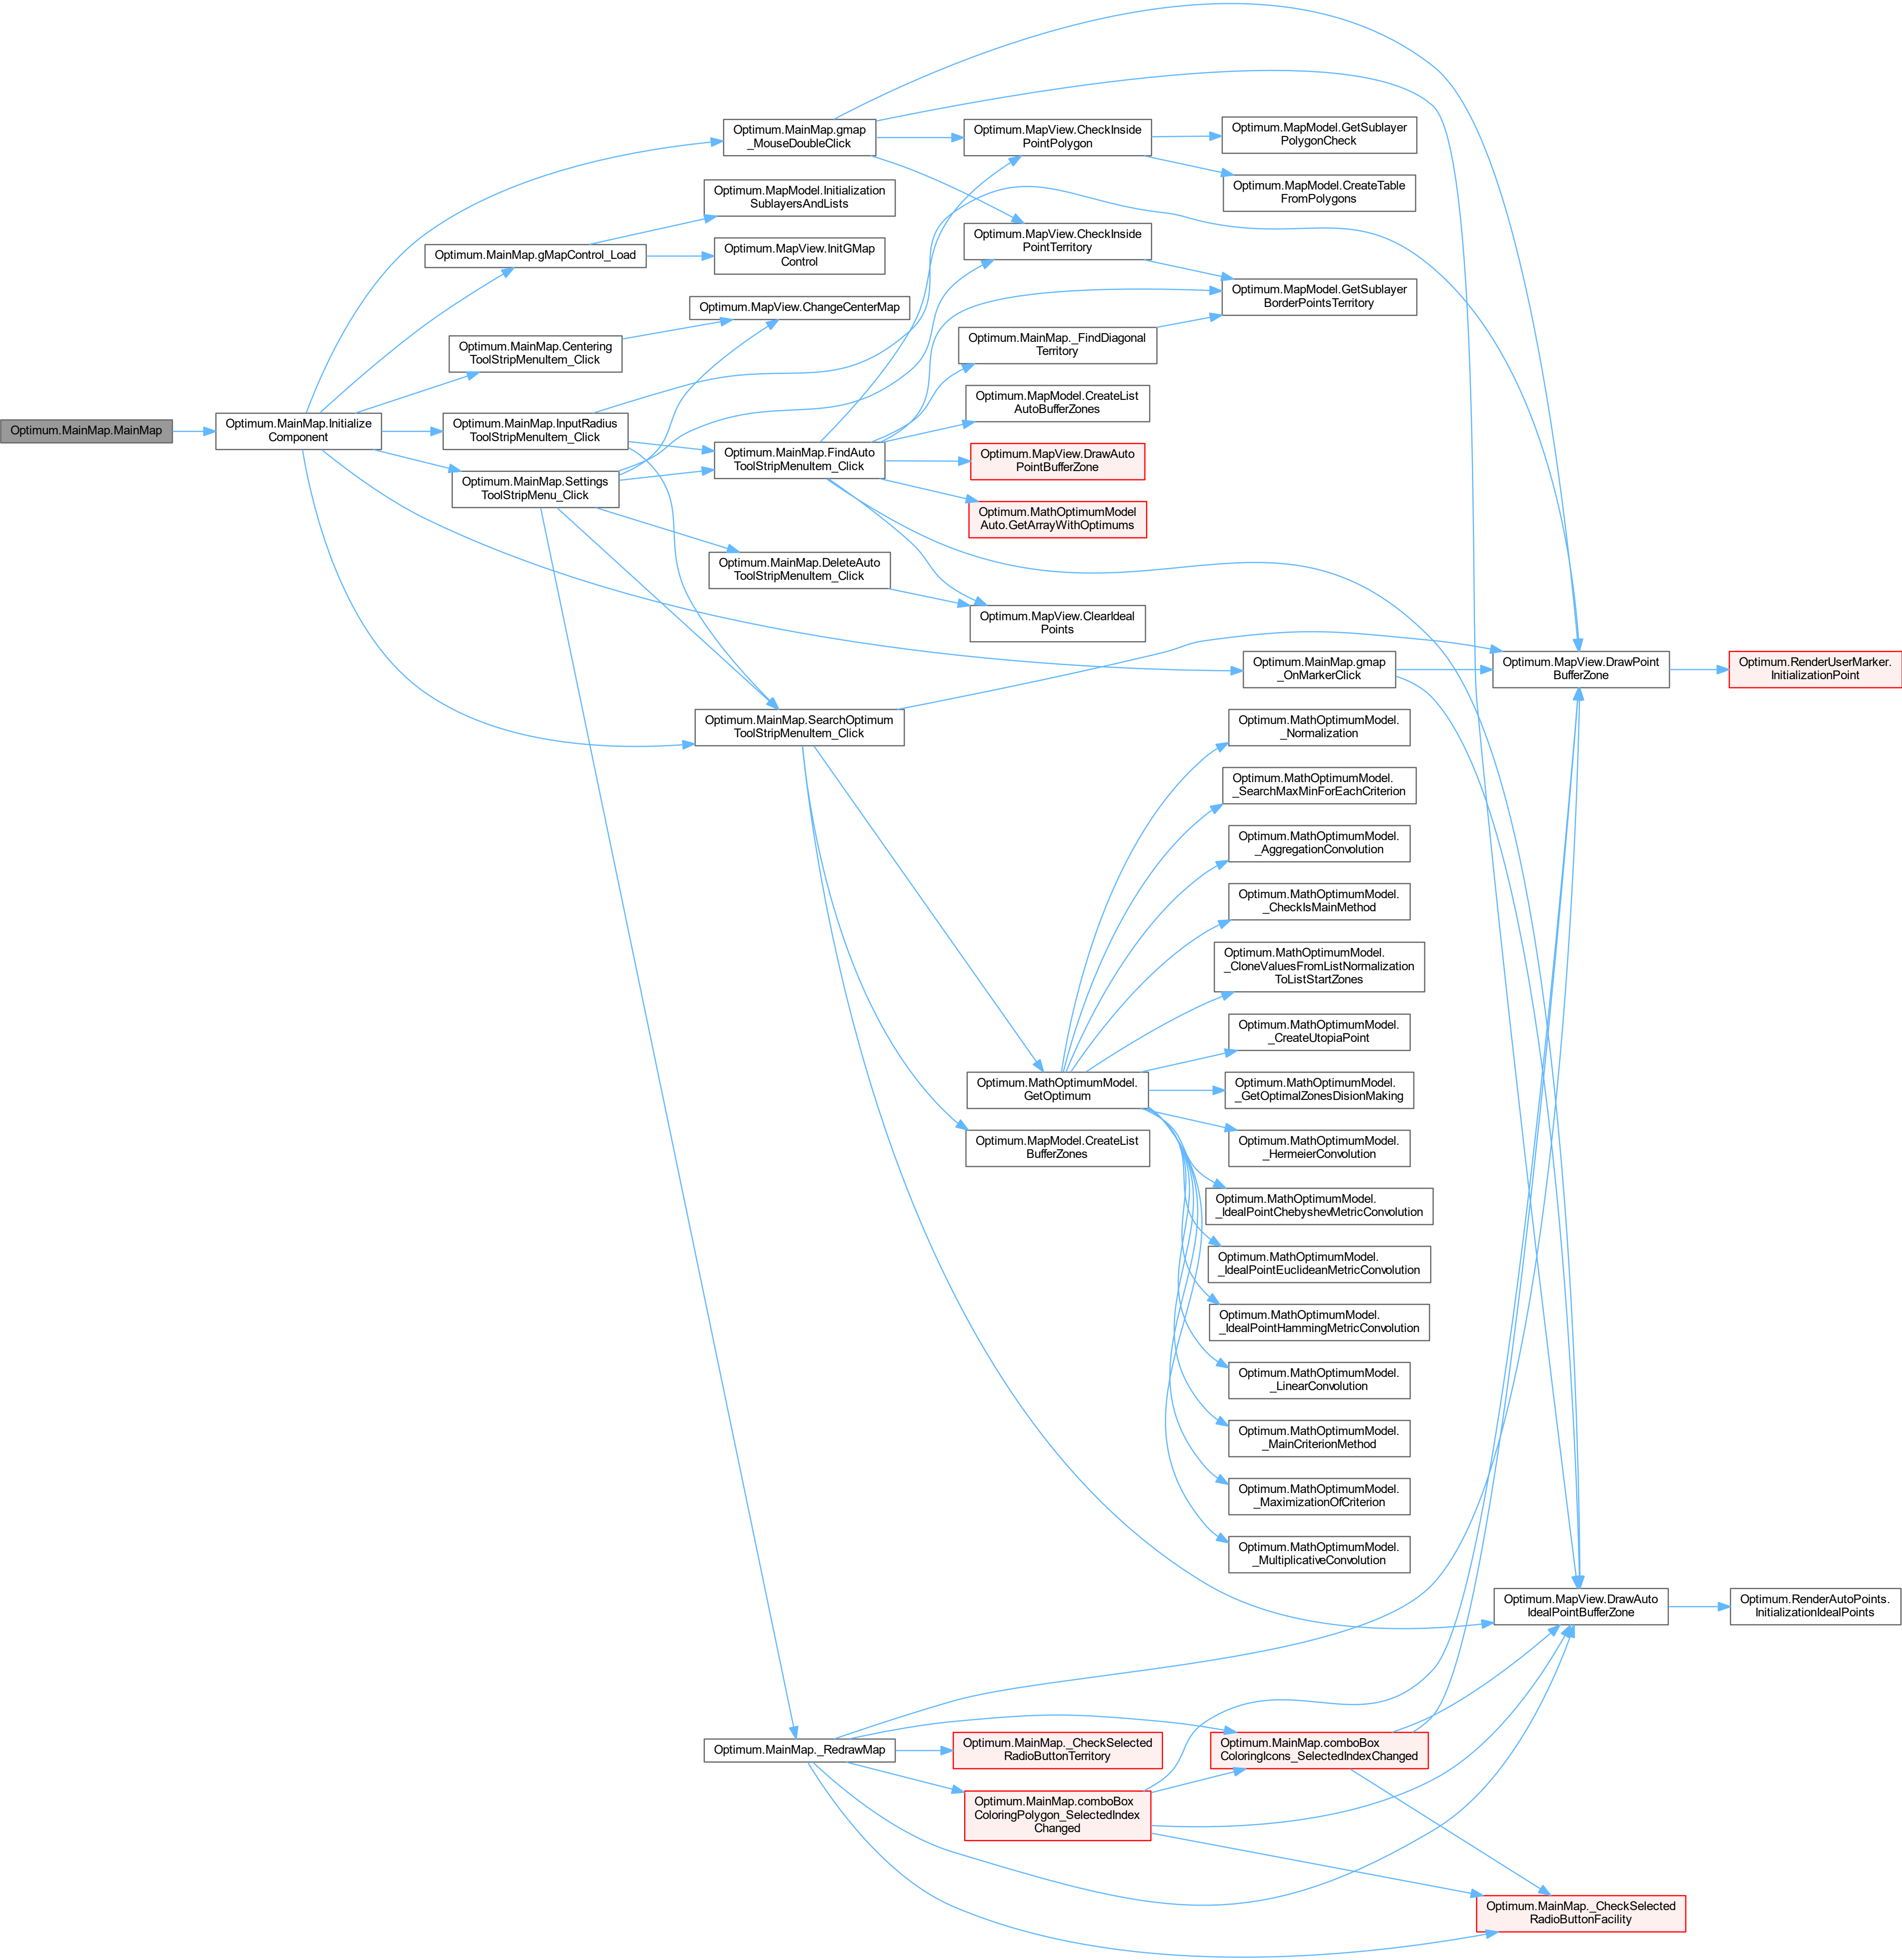 Optimum.MainMap.MainMap
Optimum.MainMap.Initialize
Component
Optimum.MainMap.gmap
_MouseDoubleClick
Optimum.MainMap.gMapControl_Load
Optimum.MainMap.Centering
ToolStripMenuItem_Click
Optimum.MainMap.InputRadius
ToolStripMenuItem_Click
Optimum.MainMap.Settings
ToolStripMenu_Click
Optimum.MapModel.Initialization
SublayersAndLists
Optimum.MapView.InitGMap
Control
Optimum.MapView.ChangeCenterMap
Optimum.MainMap.FindAuto
ToolStripMenuItem_Click
Optimum.MainMap.DeleteAuto
ToolStripMenuItem_Click
Optimum.MainMap.SearchOptimum
ToolStripMenuItem_Click
Optimum.MainMap._RedrawMap
Optimum.MapView.CheckInside
PointPolygon
Optimum.MapView.CheckInside
PointTerritory
Optimum.MainMap._FindDiagonal
Territory
Optimum.MapModel.CreateList
AutoBufferZones
Optimum.MapView.DrawAuto
PointBufferZone
Optimum.MathOptimumModel
Auto.GetArrayWithOptimums
Optimum.MapView.ClearIdeal
Points
Optimum.MathOptimumModel.
GetOptimum
Optimum.MapModel.CreateList
BufferZones
Optimum.MainMap._CheckSelected
RadioButtonTerritory
Optimum.MainMap.comboBox
ColoringPolygon_SelectedIndex
Changed
Optimum.MapModel.GetSublayer
PolygonCheck
Optimum.MapModel.CreateTable
FromPolygons
Optimum.MapModel.GetSublayer
BorderPointsTerritory
Optimum.MainMap.gmap
_OnMarkerClick
Optimum.MathOptimumModel.
_Normalization
Optimum.MathOptimumModel.
_SearchMaxMinForEachCriterion
Optimum.MathOptimumModel.
_AggregationConvolution
Optimum.MathOptimumModel.
_CheckIsMainMethod
Optimum.MathOptimumModel.
_CloneValuesFromListNormalization
ToListStartZones
Optimum.MathOptimumModel.
_CreateUtopiaPoint
Optimum.MathOptimumModel.
_GetOptimalZonesDisionMaking
Optimum.MathOptimumModel.
_HermeierConvolution
Optimum.MathOptimumModel.
_IdealPointChebyshevMetricConvolution
Optimum.MathOptimumModel.
_IdealPointEuclideanMetricConvolution
Optimum.MathOptimumModel.
_IdealPointHammingMetricConvolution
Optimum.MathOptimumModel.
_LinearConvolution
Optimum.MathOptimumModel.
_MainCriterionMethod
Optimum.MathOptimumModel.
_MaximizationOfCriterion
Optimum.MathOptimumModel.
_MultiplicativeConvolution
Optimum.MainMap.comboBox
ColoringIcons_SelectedIndexChanged
Optimum.MapView.DrawPoint
BufferZone
Optimum.MapView.DrawAuto
IdealPointBufferZone
Optimum.MainMap._CheckSelected
RadioButtonFacility
Optimum.RenderUserMarker.
InitializationPoint
Optimum.RenderAutoPoints.
InitializationIdealPoints